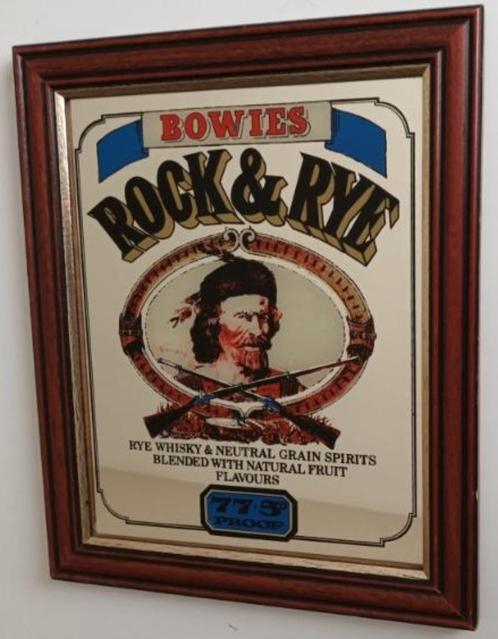 BOWIES
ROCK & RYE
RYE WHISKY & NEUTRAL GRAIN SPIRITS
BLENDED WITH NATURAL FRUIT
FLAVOURS
77·5°
PROOF